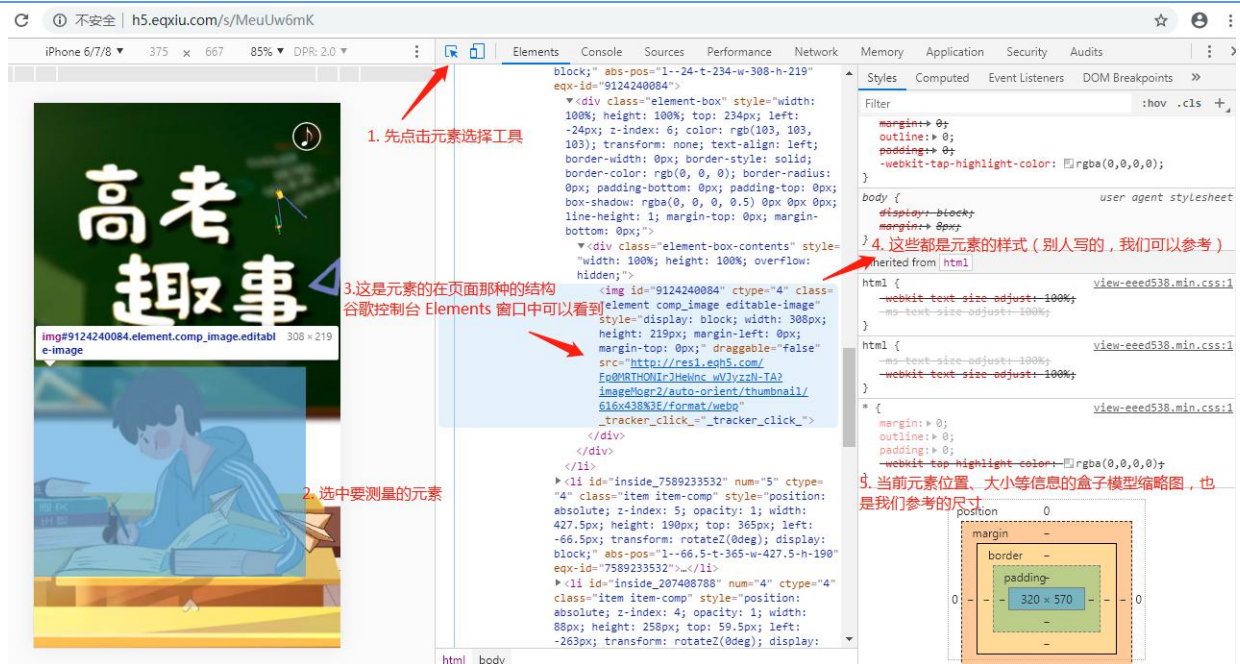 不安全 | h5.eqxiu.com/s/MeuUw6mK
iPhone 6/7/8 ▼ 375 × 667 85% ▼ DPR: 2.0 ▼
Elements Console Sources Performance Network Memory Application Security Audits
高考
趣事
img#9124240084.element.comp_image.editabl
e-image
308 × 219
1. 先点击元素选择工具
2. 选中要测量的元素
3.这是元素的在页面那种的结构
谷歌控制台 Elements 窗口中可以看到
block;" abs-pos="l--24-t-234-w-308-h-219"
eqx-id="9124240084">
▼<div class="element-box" style="width:
100%; height: 100%; top: 234px; left:
-24px; z-index: 6; color: rgb(103, 103,
103); transform: none; text-align: left;
border-width: 0px; border-style: solid;
border-color: rgb(0, 0, 0); border-radius:
0px; padding-bottom: 0px; padding-top: 0px;
box-shadow: rgba(0, 0, 0, 0.5) 0px 0px 0px;
line-height: 1; margin-top: 0px; margin-
bottom: 0px;">
▼<div class="element-box-contents" style=
"width: 100%; height: 100%; overflow:
hidden;">
<img id="9124240084" ctype="4" class=
"element comp_image editable-image"
style="display: block; width: 308px;
height: 219px; margin-left: 0px;
margin-top: 0px;" draggable="false"
src="http://res1.eqh5.com/
Fp0MRTHONIrJHeWnc_wVJyzzN-TA?
imageMogr2/auto-orient/thumbnail/
616x438%3E/format/webp"
_tracker_click_="_tracker_click_">
</div>
</div>
</li>
▶<li id="inside_7589233532" num="5" ctype=
"4" class="item item-comp" style="position:
absolute; z-index: 5; opacity: 1; width:
427.5px; height: 190px; top: 365px; left:
-66.5px; transform: rotateZ(0deg); display:
block;" abs-pos="l--66.5-t-365-w-427.5-h-190"
eqx-id="7589233532">…</li>
▶<li id="inside_207408788" num="4" ctype="4"
class="item item-comp" style="position:
absolute; z-index: 4; opacity: 1; width:
88px; height: 258px; top: 59.5px; left:
-263px; transform: rotateZ(0deg); display:
html body
Styles Computed Event Listeners DOM Breakpoints »
Filter :hov .cls +
margin:▶ 0;
outline:▶ 0;
padding:▶ 0;
-webkit-tap-highlight-color: rgba(0,0,0,0);
}
body { user agent stylesheet
display: block;
margin:▶ 8px;
}
4. 这些都是元素的样式（别人写的，我们可以参考）
Inherited from html
html { view-eeed538.min.css:1
-webkit-text-size-adjust: 100%;
-ms-text-size-adjust: 100%;
}
html { view-eeed538.min.css:1
-ms-text-size-adjust: 100%;
-webkit-text-size-adjust: 100%;
}
* { view-eeed538.min.css:1
margin:▶ 0;
outline:▶ 0;
padding:▶ 0;
-webkit-tap-highlight-color: rgba(0,0,0,0);
}
5. 当前元素位置、大小等信息的盒子模型缩略图，也
是我们参考的尺寸
position 0
margin –
border –
padding-
0 – – – 320 × 570 – – – 0
–
–
–